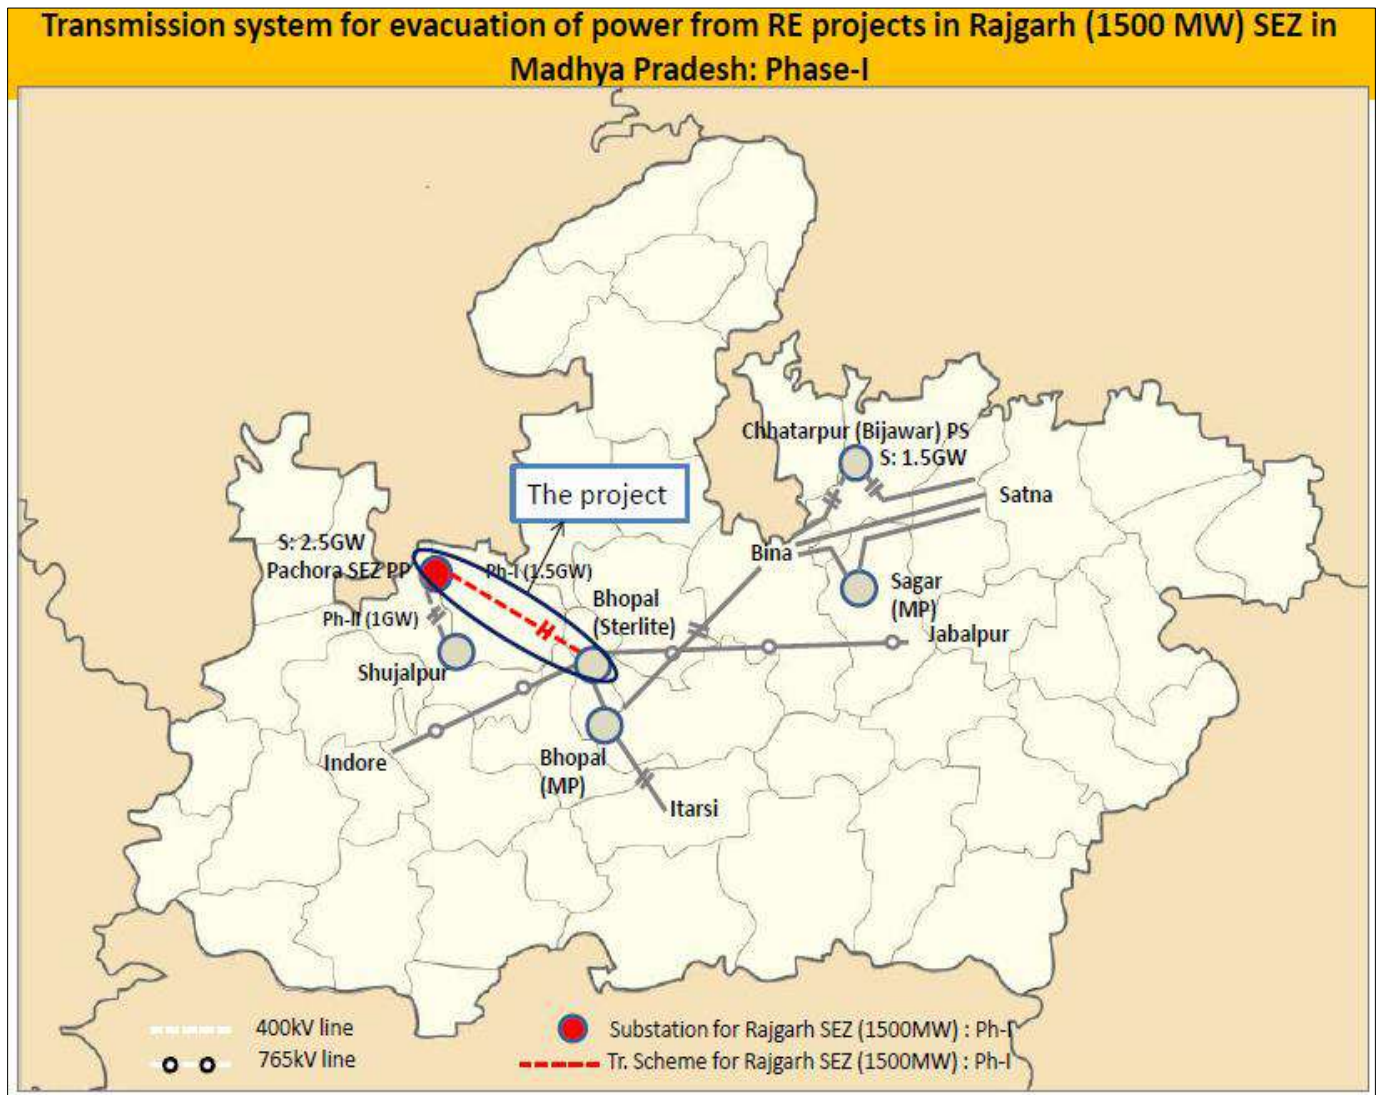 Transmission system for evacuation of power from RE projects in Rajgarh (1500 MW) SEZ in
Madhya Pradesh: Phase-I
Chhatarpur (Bijawar) PS
S: 1.5GW
The project
Satna
S: 2.5GW
Pachora SEZ PP
Ph-I (1.5GW)
Bina
Sagar
(MP)
Bhopal
(Sterlite)
Ph-II (1GW)
Jabalpur
Shujalpur
Indore
Bhopal
(MP)
Itarsi
400kV line
765kV line
Substation for Rajgarh SEZ (1500MW) : Ph-I
Tr. Scheme for Rajgarh SEZ (1500MW) : Ph-I